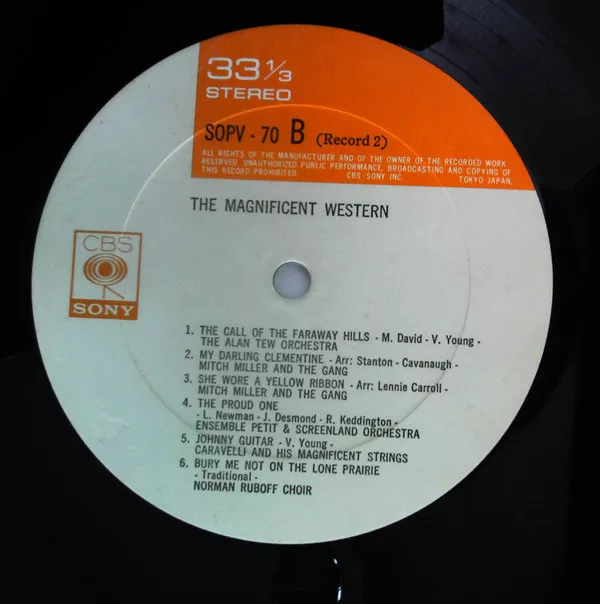 33 1/3
STEREO
SOPV - 70 B (Record 2)
ALL RIGHTS OF THE MANUFACTURER AND OF THE OWNER OF THE RECORDED WORK
RESERVED. UNAUTHORIZED PUBLIC PERFORMANCE, BROADCASTING AND COPYING OF
THIS RECORD PROHIBITED. CBS/SONY INC. TOKYO JAPAN.
THE MAGNIFICENT WESTERN
CBS
SONY
1. THE CALL OF THE FARAWAY HILLS - M. David - V. Young -
THE ALAN TEW ORCHESTRA
2. MY DARLING CLEMENTINE - Arr: Stanton - Cavanaugh -
MITCH MILLER AND THE GANG
3. SHE WORE A YELLOW RIBBON - Arr: Lennie Carroll -
MITCH MILLER AND THE GANG
4. THE PROUD ONE
- L. Newman - J. Desmond - R. Keddington -
ENSEMBLE PETIT & SCREENLAND ORCHESTRA
5. JOHNNY GUITAR - V. Young -
CARAVELLI AND HIS MAGNIFICENT STRINGS
6. BURY ME NOT ON THE LONE PRAIRIE
- Traditional -
NORMAN RUBOFF CHOIR